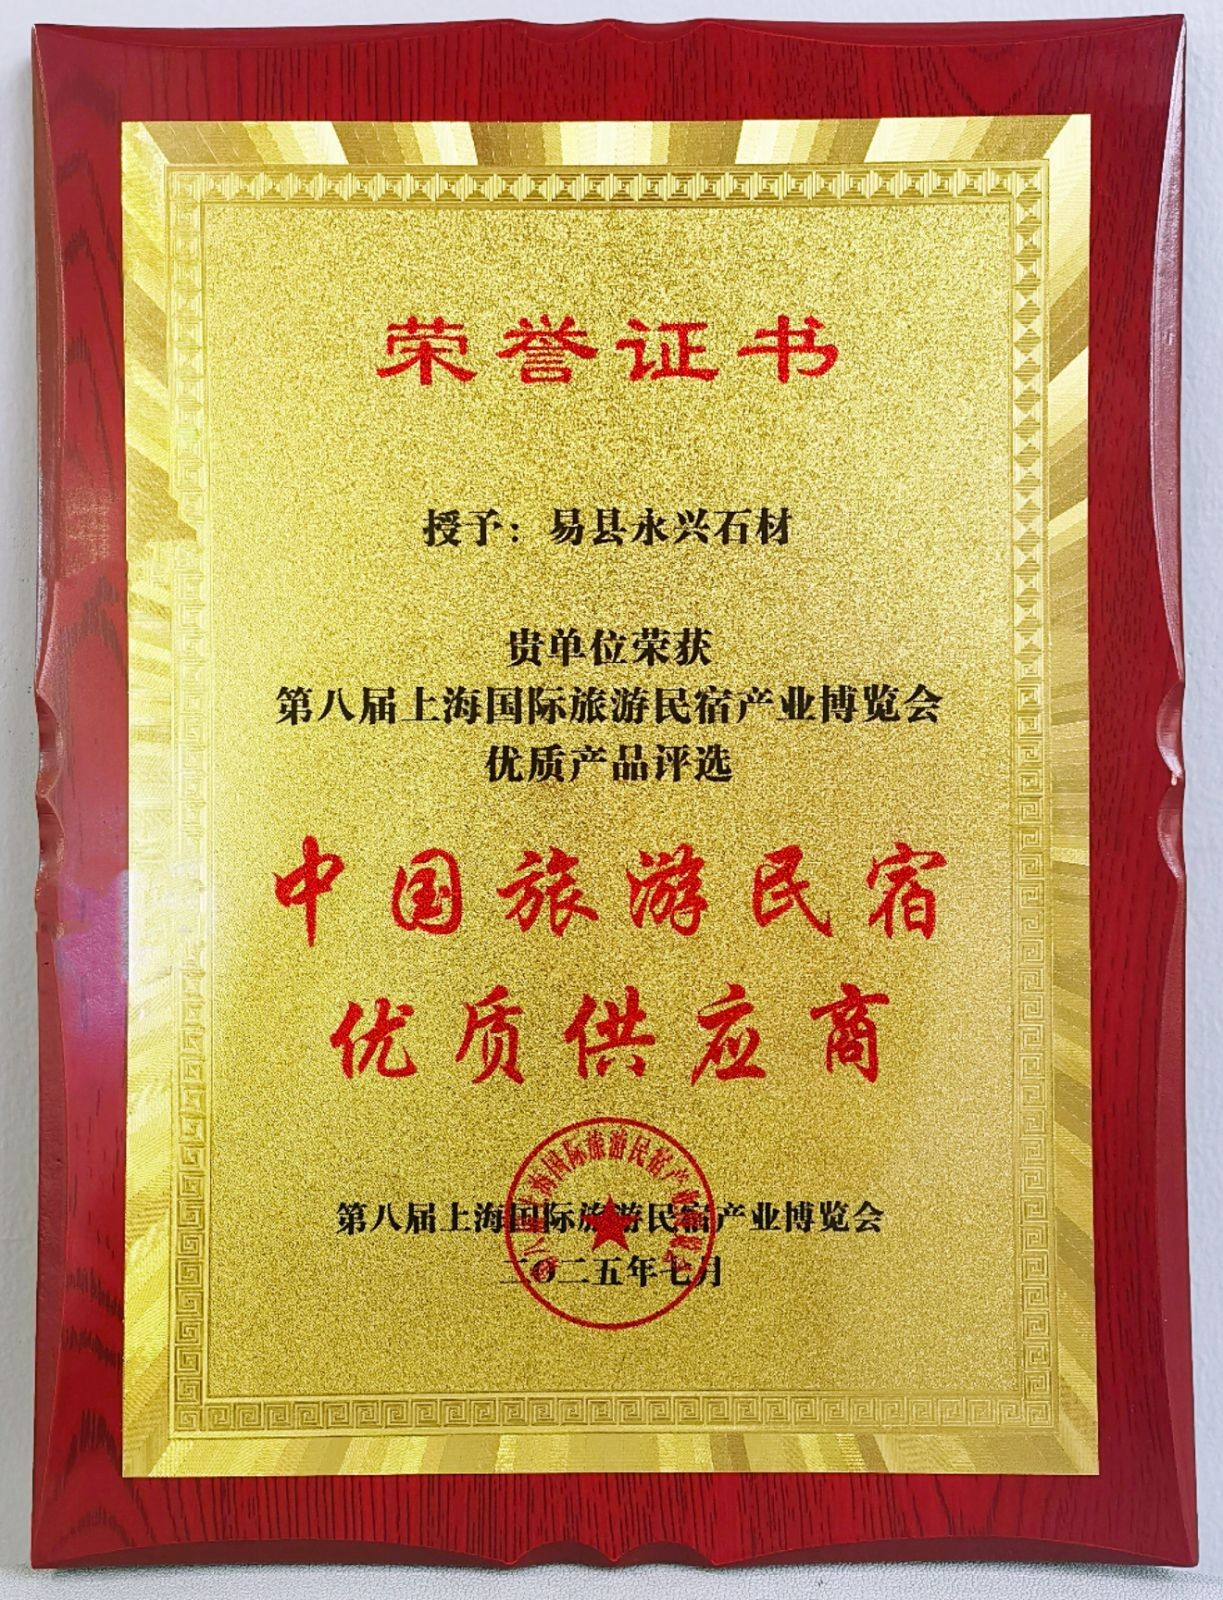 荣誉证书
授予：易县永兴石材
贵单位荣获
第八届上海国际旅游民宿产业博览会
优质产品评选
中国旅游民宿
优质供应商
第八届上海国际旅游民宿产业博览会
二〇二五年七月